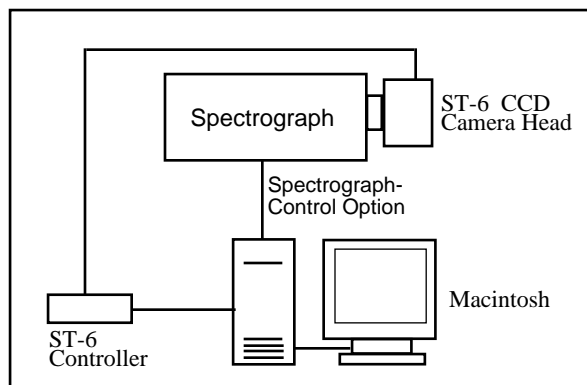 Spectrograph
ST-6 CCD
Camera Head
Spectrograph-
Control Option
Macintosh
ST-6
Controller